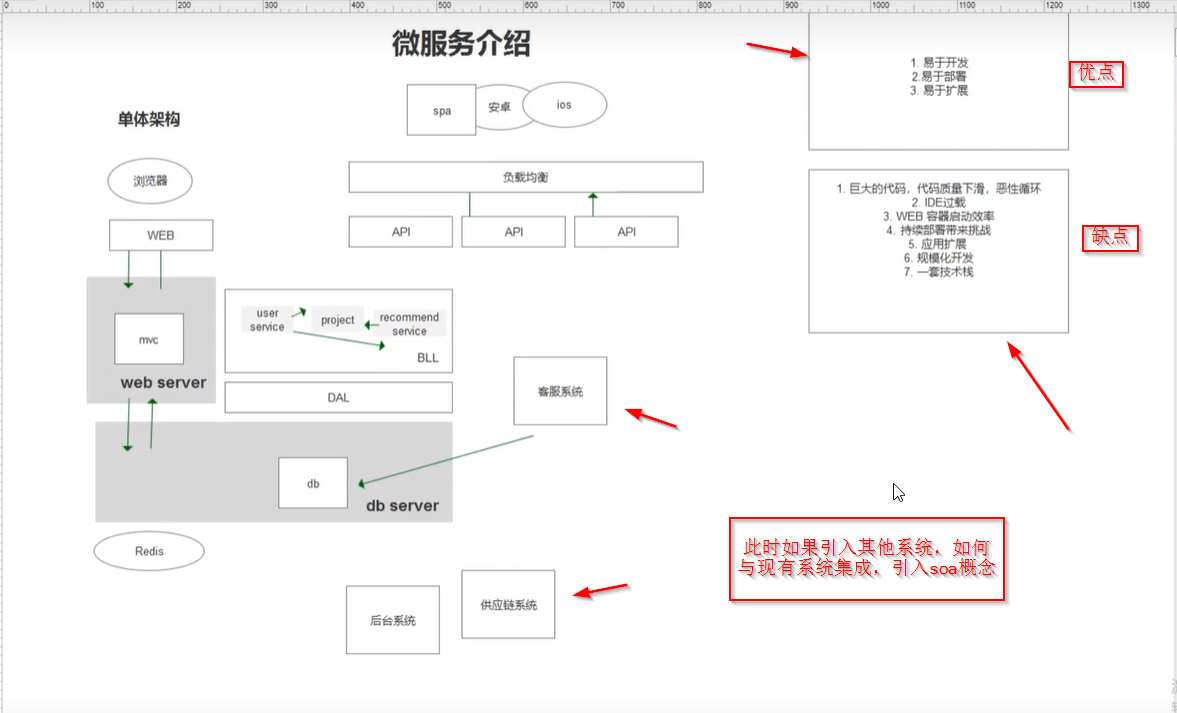 0 100 200 300 400 500 600 700 800 900 1000 1100 1200 1300
微服务介绍
单体架构
spa
安卓
ios
浏览器
负载均衡
WEB
API
API
API
mvc
web server
user
service
project
recommend
service
BLL
DAL
客服系统
db
db server
Redis
后台系统
供应链系统
1. 易于开发
2.易于部署
3. 易于扩展
优点
1. 巨大的代码，代码质量下滑，恶性循环
2. IDE过载
3. WEB 容器启动效率
4. 持续部署带来挑战
5. 应用扩展
6. 规模化开发
7. 一套技术栈
缺点
此时如果引入其他系统，如何
与现有系统集成，引入soa概念